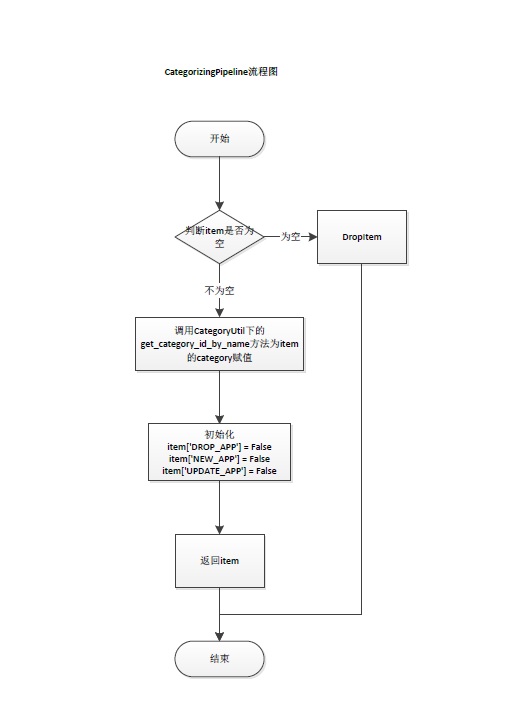 CategorizingPipeline流程图
开始
判断item是否为
空
为空
DropItem
不为空
调用CategoryUtil下的
get_category_id_by_name方法为item
的category赋值
初始化
item['DROP_APP'] = False
item['NEW_APP'] = False
item['UPDATE_APP'] = False
返回item
结束